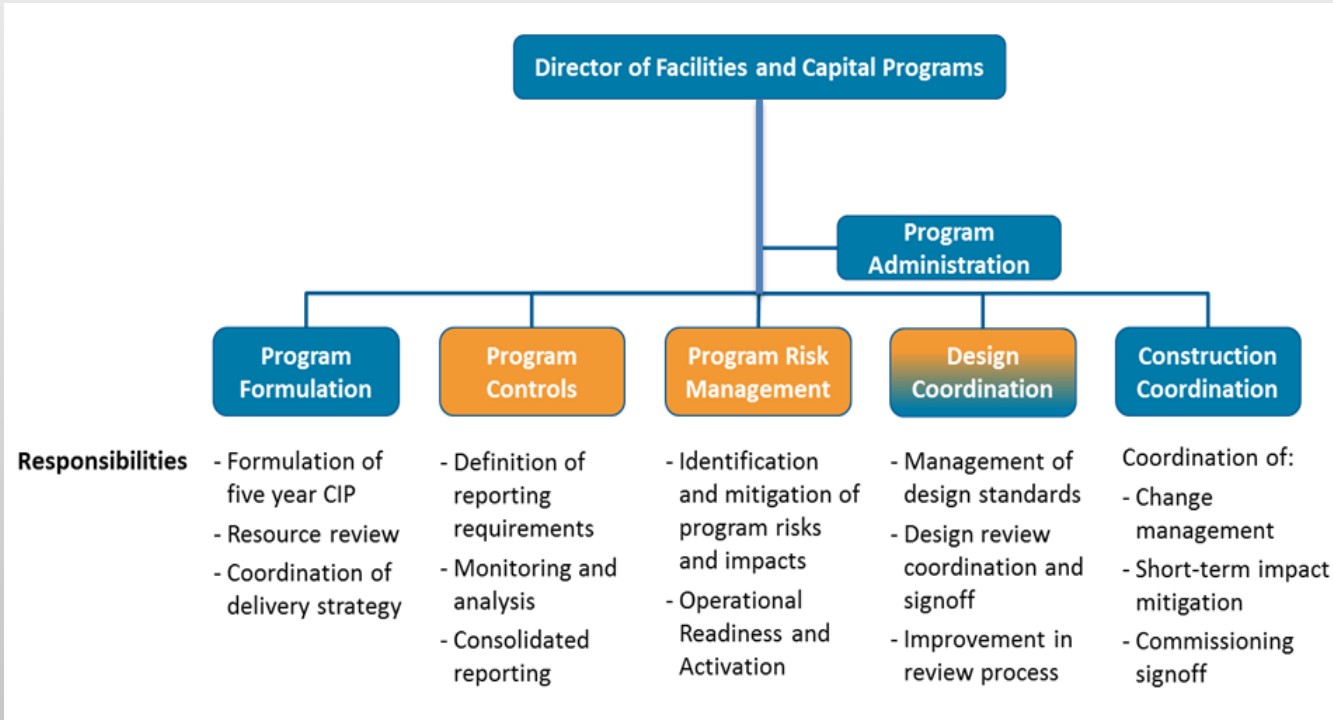 Director of Facilities and Capital Programs
Program
Administration
Program
Formulation
Program
Controls
Program Risk
Management
Design
Coordination
Construction
Coordination
Responsibilities
- Formulation of
five year CIP
- Resource review
- Coordination of
delivery strategy
- Definition of
reporting
requirements
- Monitoring and
analysis
- Consolidated
reporting
- Identification
and mitigation of
program risks
and impacts
- Operational
Readiness and
Activation
- Management of
design standards
- Design review
coordination and
signoff
- Improvement in
review process
Coordination of:
- Change
management
- Short-term impact
mitigation
- Commissioning
signoff